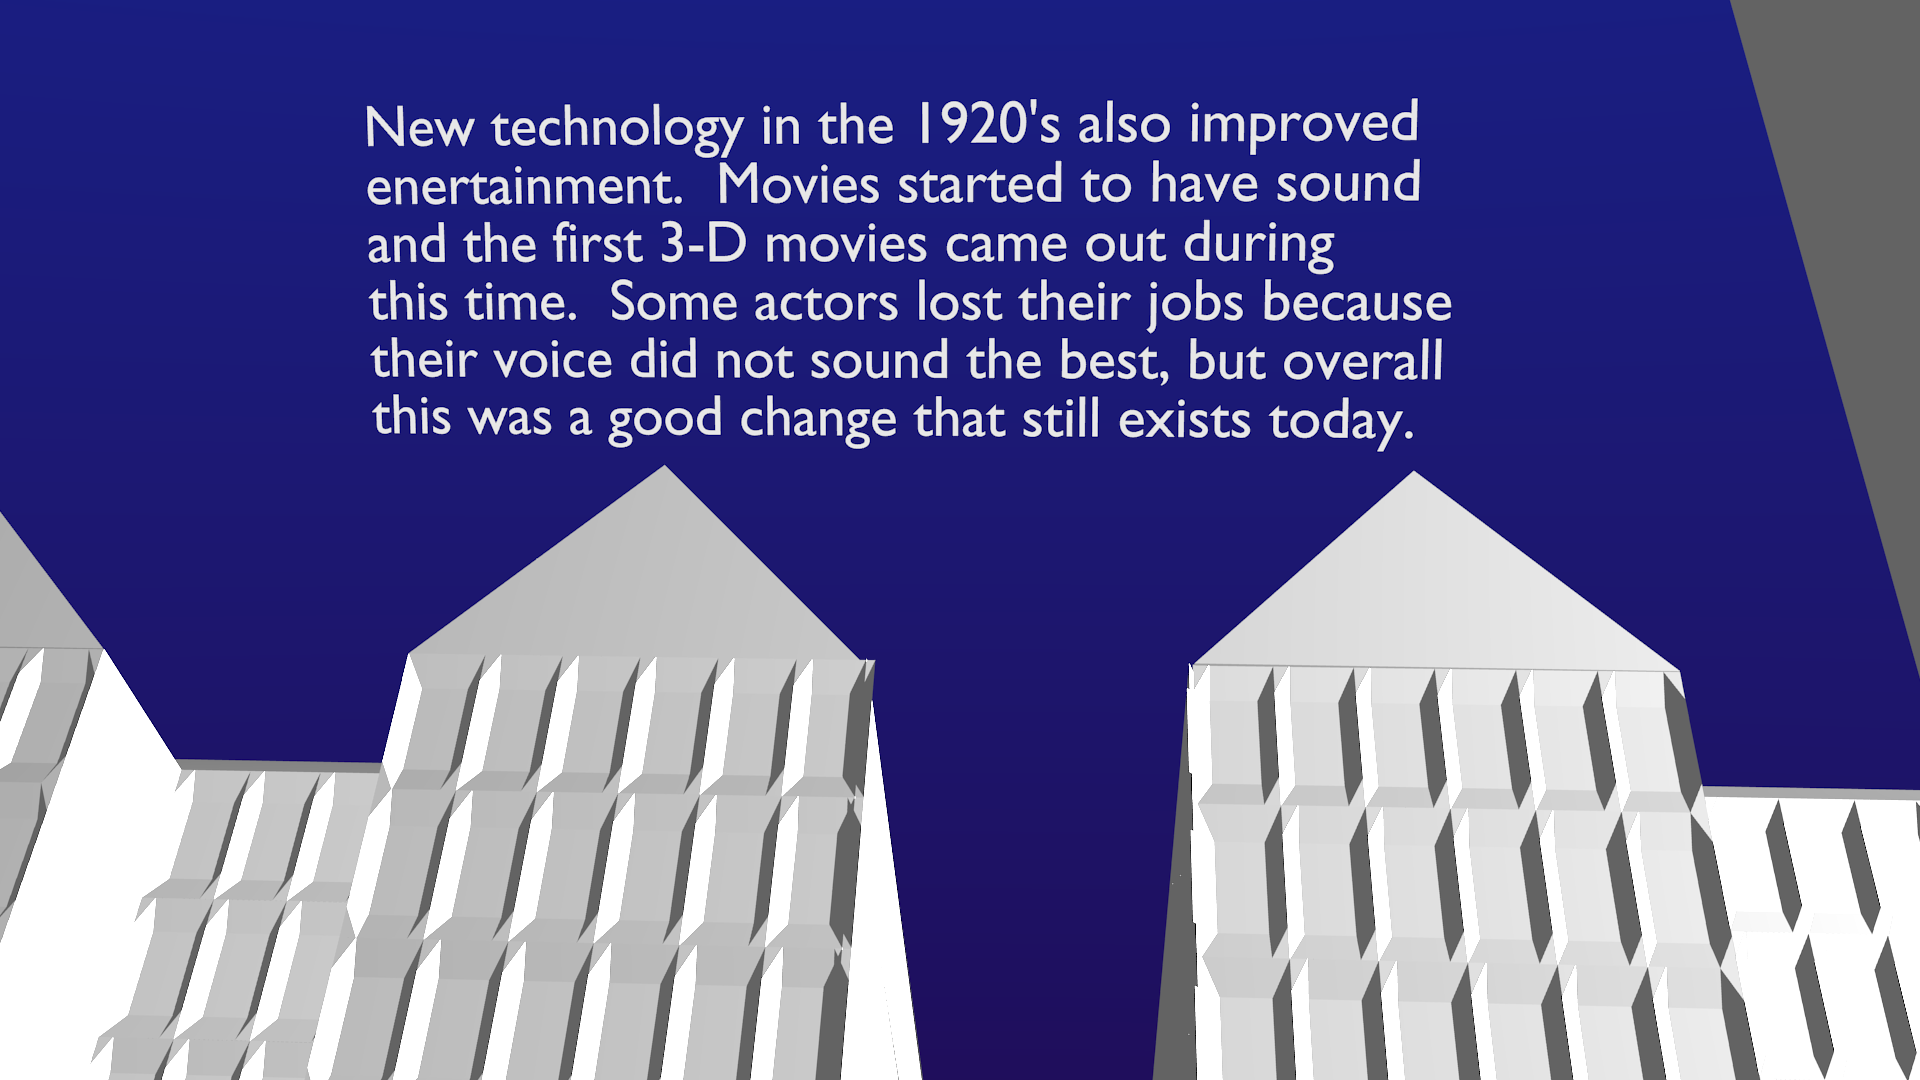 New technology in the 1920's also improved
enertainment.  Movies started to have sound
and the first 3-D movies came out during
this time.  Some actors lost their jobs because
their voice did not sound the best, but overall
this was a good change that still exists today.